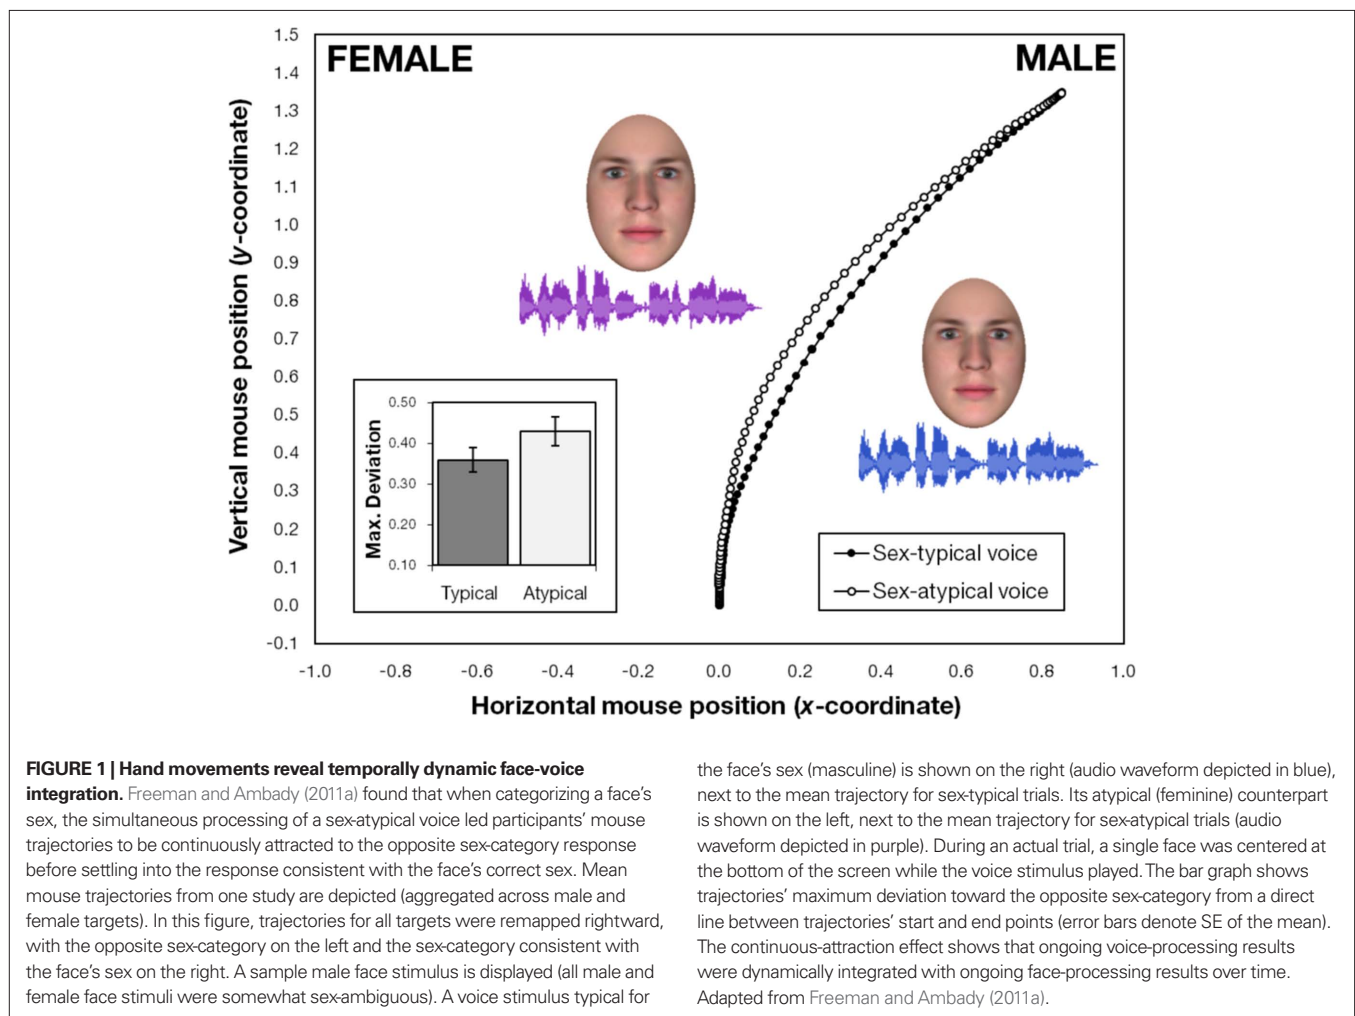 FEMALE
MALE
Vertical mouse position (y-coordinate)
1.5
1.4
1.3
1.2
1.1
1.0
0.9
0.8
0.7
0.6
0.5
0.4
0.3
0.2
0.1
0.0
-0.1
Max. Deviation
0.50
0.40
0.30
0.20
0.10
Typical
Atypical
Sex-typical voice
Sex-atypical voice
-1.0
-0.8
-0.6
-0.4
-0.2
0.0
0.2
0.4
0.6
0.8
1.0
Horizontal mouse position (x-coordinate)
FIGURE 1 | Hand movements reveal temporally dynamic face-voice
integration. Freeman and Ambady (2011a) found that when categorizing a face's
sex, the simultaneous processing of a sex-atypical voice led participants' mouse
trajectories to be continuously attracted to the opposite sex-category response
before settling into the response consistent with the face's correct sex. Mean
mouse trajectories from one study are depicted (aggregated across male and
female targets). In this figure, trajectories for all targets were remapped rightward,
with the opposite sex-category on the left and the sex-category consistent with
the face's sex on the right. A sample male face stimulus is displayed (all male and
female face stimuli were somewhat sex-ambiguous). A voice stimulus typical for
the face's sex (masculine) is shown on the right (audio waveform depicted in blue),
next to the mean trajectory for sex-typical trials. Its atypical (feminine) counterpart
is shown on the left, next to the mean trajectory for sex-atypical trials (audio
waveform depicted in purple). During an actual trial, a single face was centered at
the bottom of the screen while the voice stimulus played. The bar graph shows
trajectories' maximum deviation toward the opposite sex-category from a direct
line between trajectories' start and end points (error bars denote SE of the mean).
The continuous-attraction effect shows that ongoing voice-processing results
were dynamically integrated with ongoing face-processing results over time.
Adapted from Freeman and Ambady (2011a).